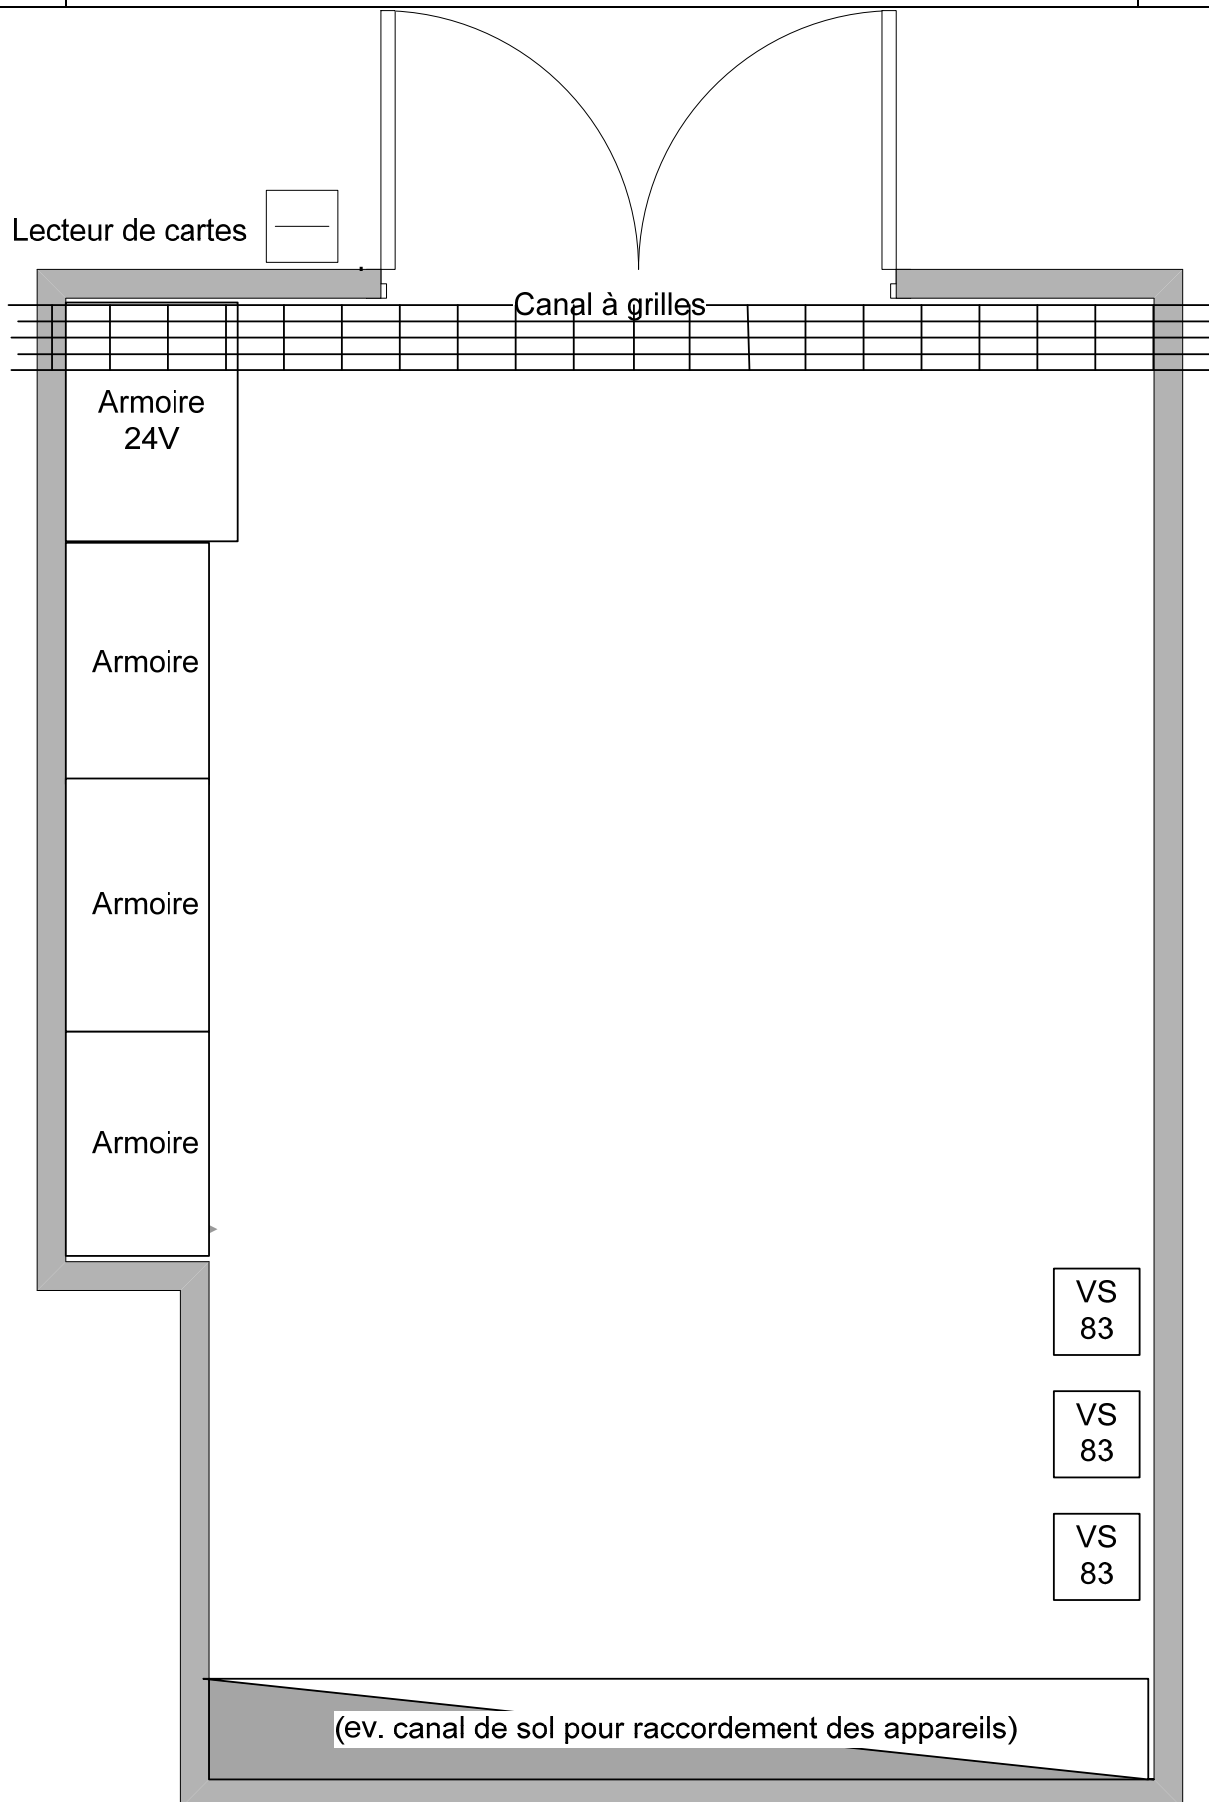 Lecteur de cartes
Canal à grilles
Armoire
24V
Armoire
Armoire
Armoire
VS
83
VS
83
VS
83
(ev. canal de sol pour raccordement des appareils)